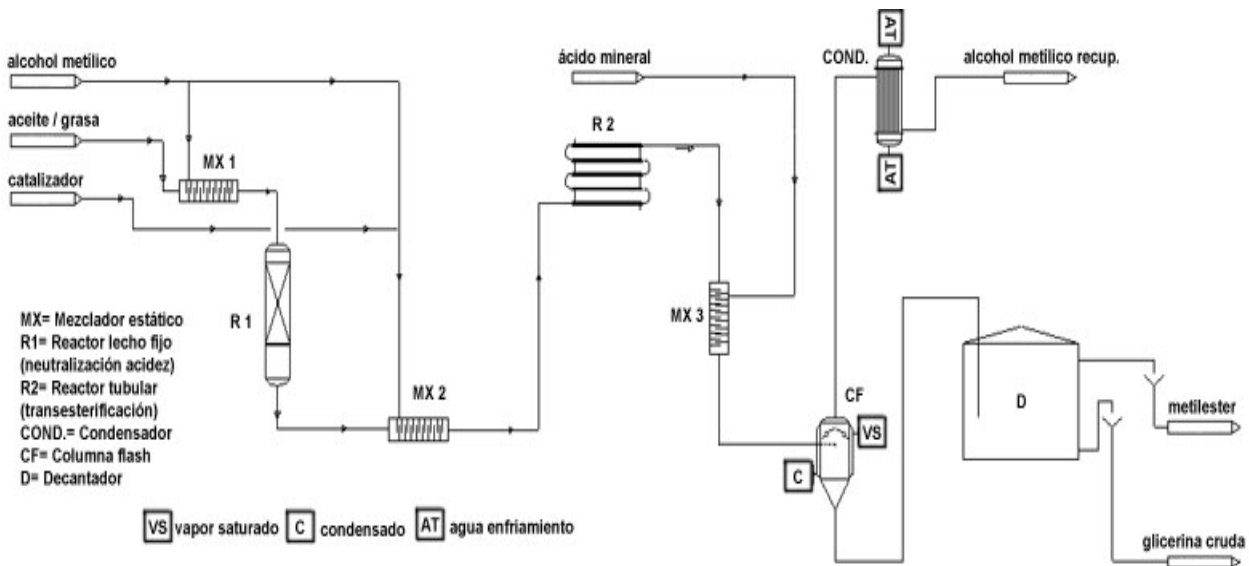 alcohol metílico
aceite / grasa
catalizador
MX 1
R 1
MX 2
ácido mineral
R 2
MX 3
COND.
AT
AT
alcohol metílico recup.
CF
VS
C
D
metilester
glicerina cruda
MX= Mezclador estático
R1= Reactor lecho fijo
(neutralización acidez)
R2= Reactor tubular
(transesterificación)
COND.= Condensador
CF= Columna flash
D= Decantador
VS vapor saturado C condensado AT agua enfriamiento